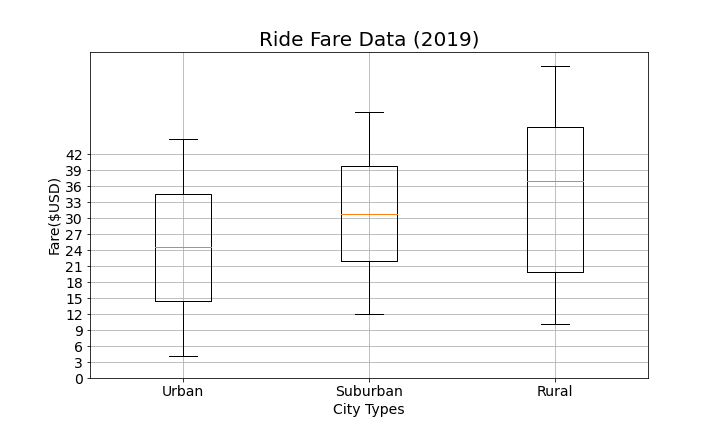 Ride Fare Data (2019)
Fare($USD)
42
39
36
33
30
27
24
21
18
15
12
9
6
3
0
Urban
Suburban
Rural
City Types